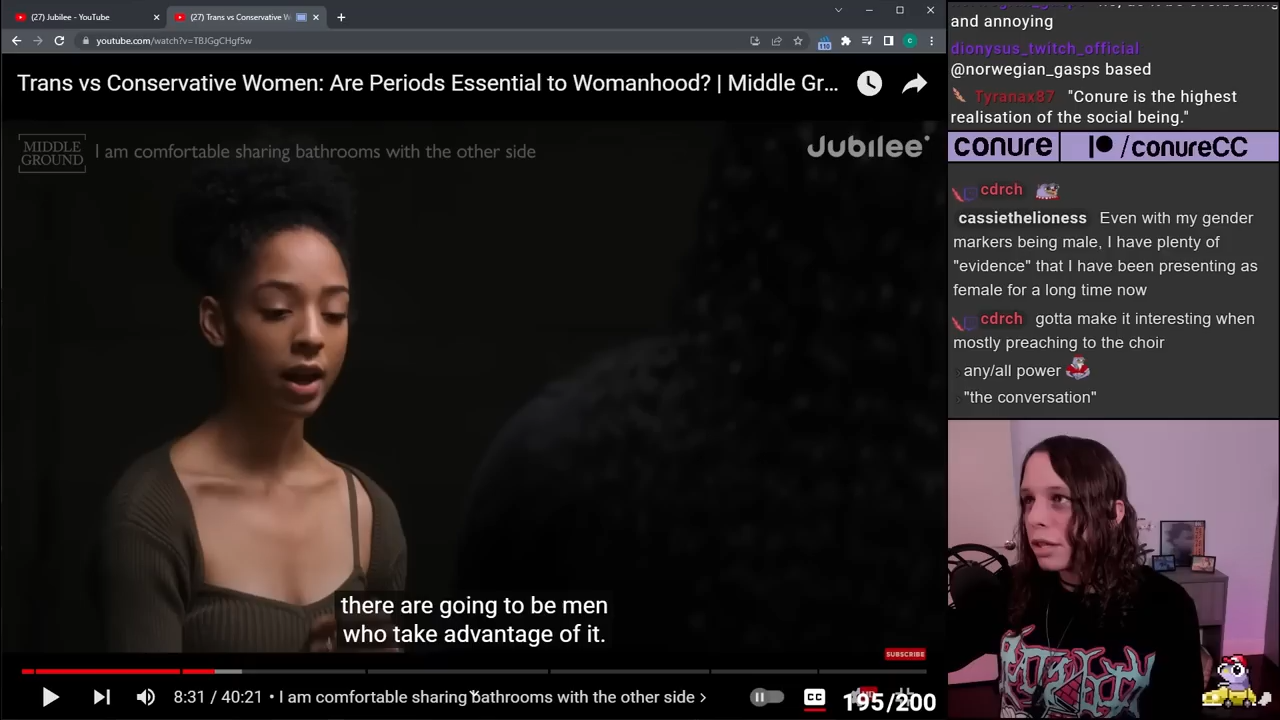 (27) Jubilee - YouTube
(27) Trans vs Conservative W
youtube.com/watch?v=TBJGgCHgf5w
Trans vs Conservative Women: Are Periods Essential to Womanhood? | Middle Gr...
MIDDLE
GROUND
I am comfortable sharing bathrooms with the other side
Jubilee
there are going to be men
who take advantage of it.
SUBSCRIBE
8:31 / 40:21 • I am comfortable sharing bathrooms with the other side
CC
195/200
and annoying
dionysus_twitch_official
@norwegian_gasps based
Tyranax87 "Conure is the highest
realisation of the social being."
conure
/conureCC
cdrch
cassiethelioness Even with my gender
markers being male, I have plenty of
"evidence" that I have been presenting as
female for a long time now
cdrch gotta make it interesting when
mostly preaching to the choir
any/all power
"the conversation"